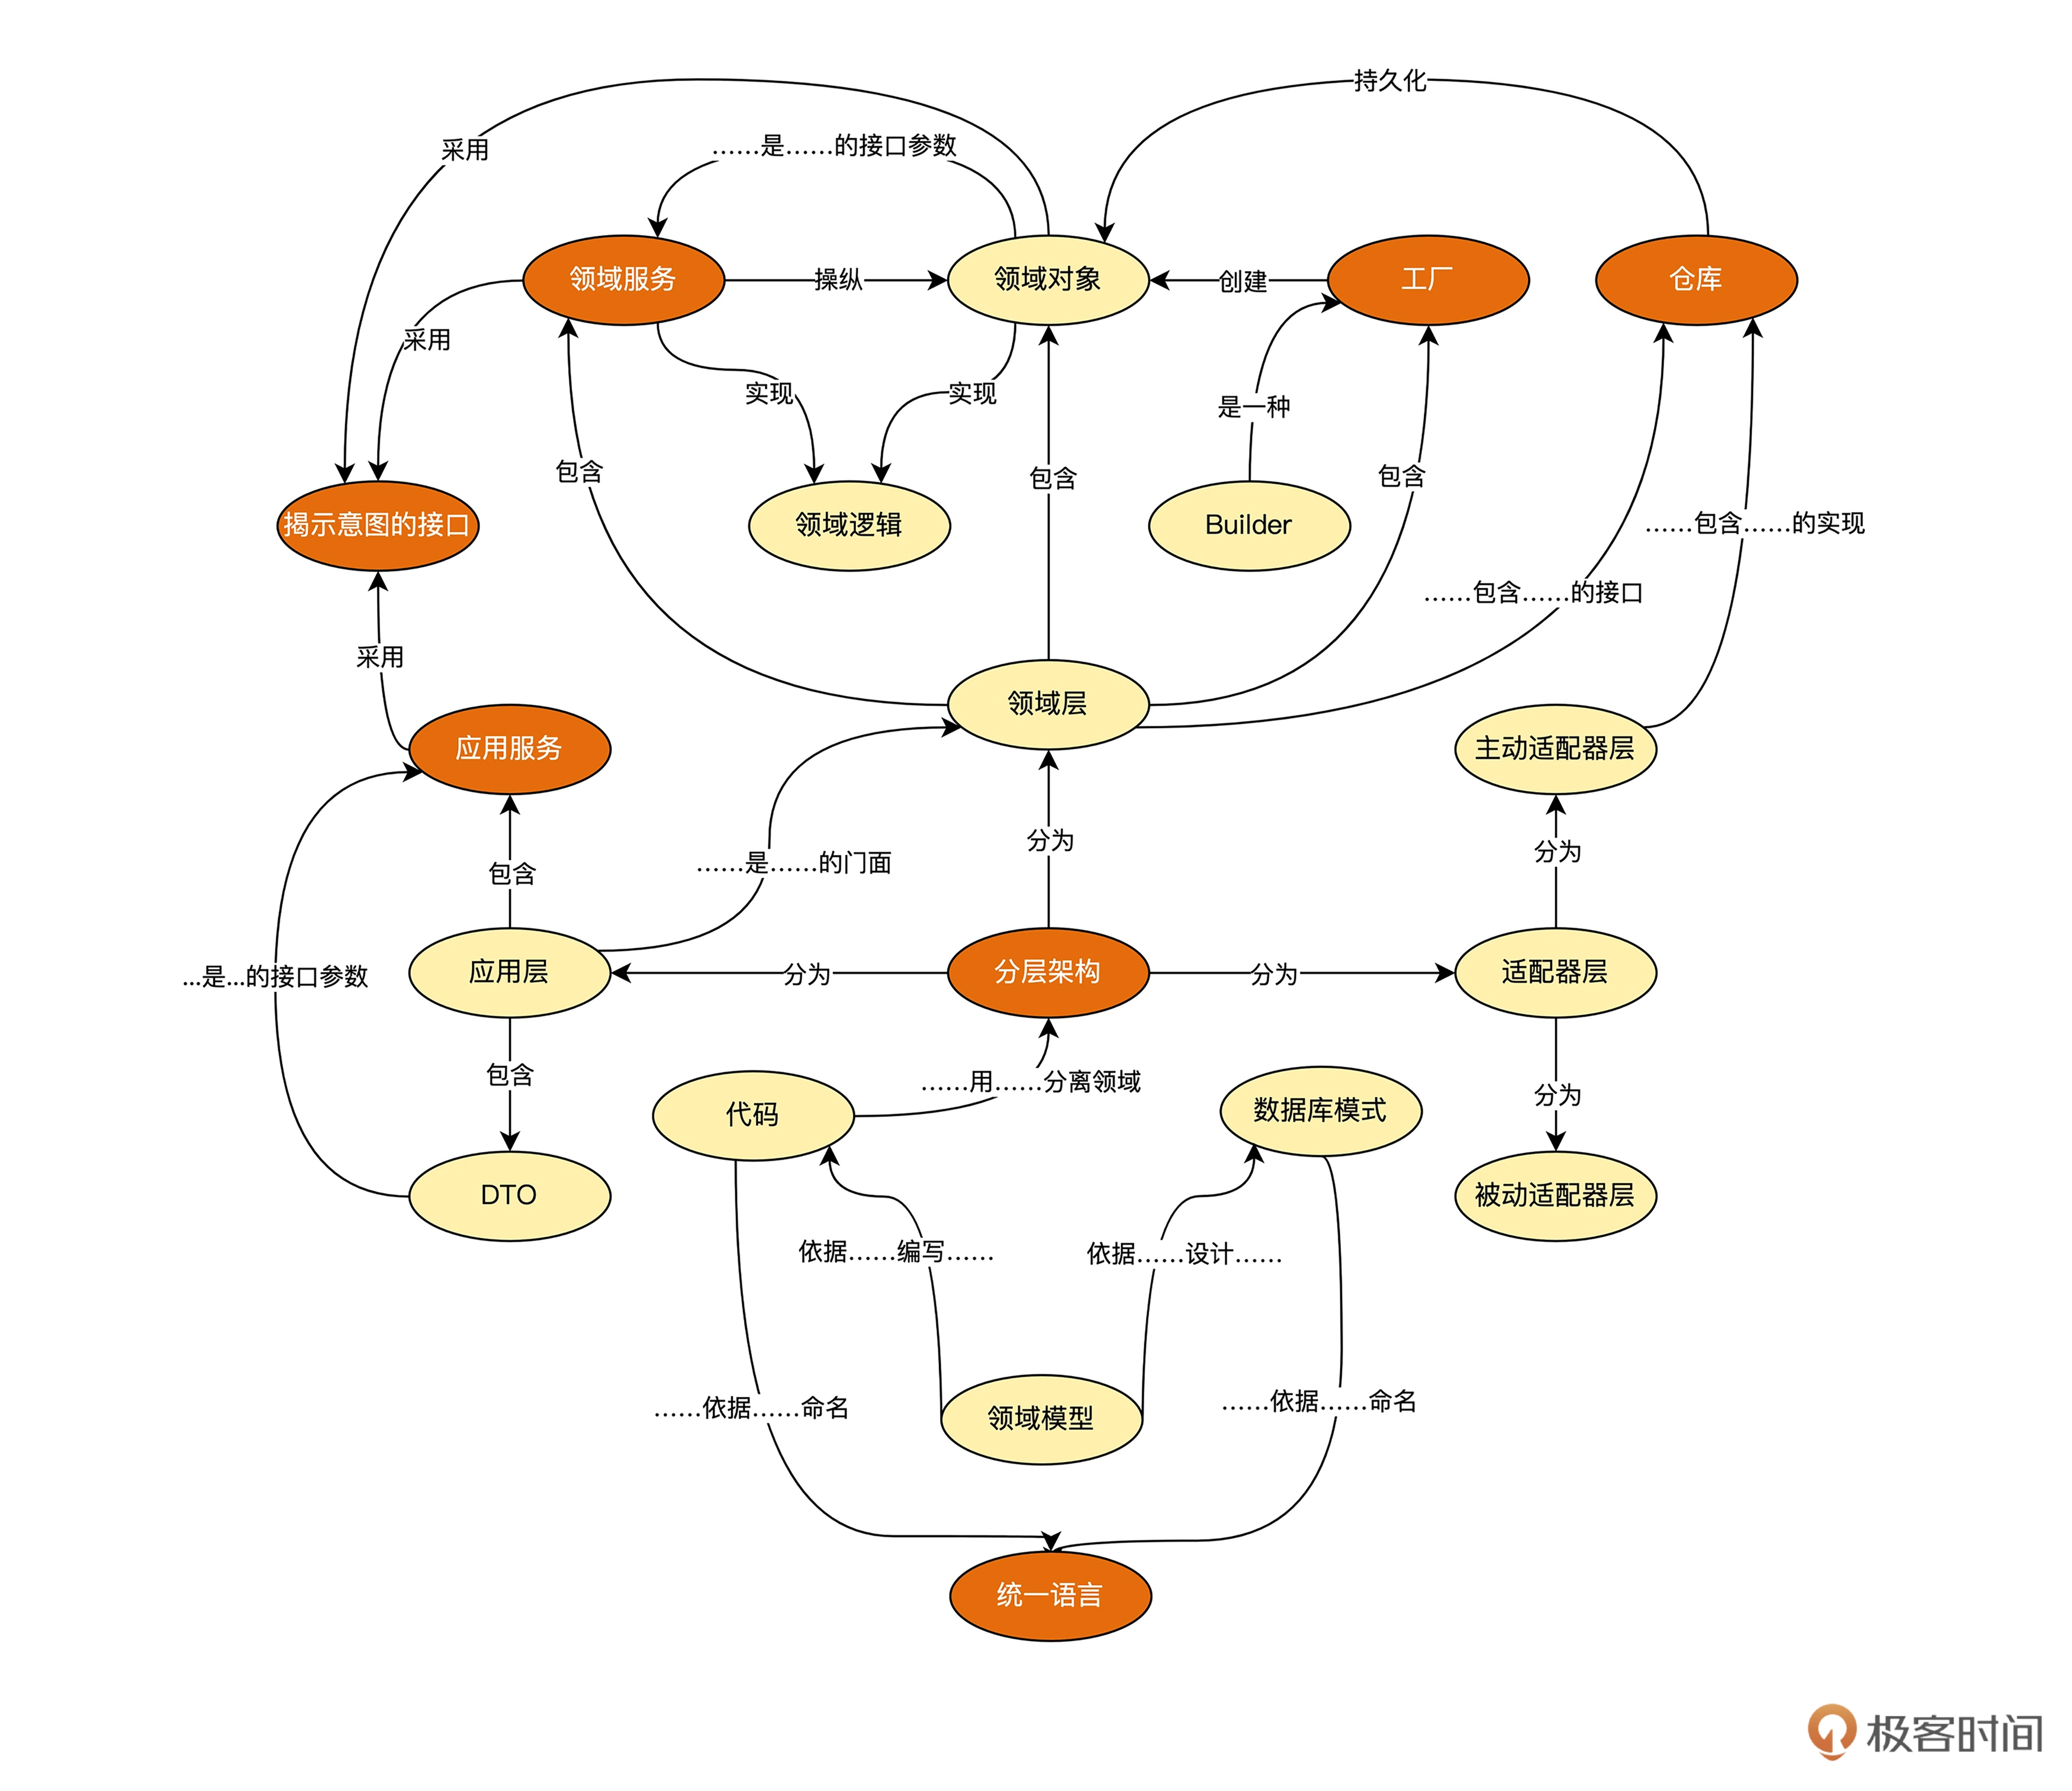 持久化
采用
……是……的接口参数
领域服务
操纵
领域对象
创建
工厂
仓库
采用
实现
实现
是一种
包含
包含
包含
揭示意图的接口
领域逻辑
Builder
……包含……的实现
……包含……的接口
采用
领域层
应用服务
主动适配器层
分为
……是……的门面
分为
包含
应用层
分为
分层架构
分为
适配器层
...是...的接口参数
包含
……用……分离领域
分为
代码
数据库模式
DTO
被动适配器层
依据……编写……
依据……设计……
……依据……命名
领域模型
……依据……命名
统一语言
极客时间